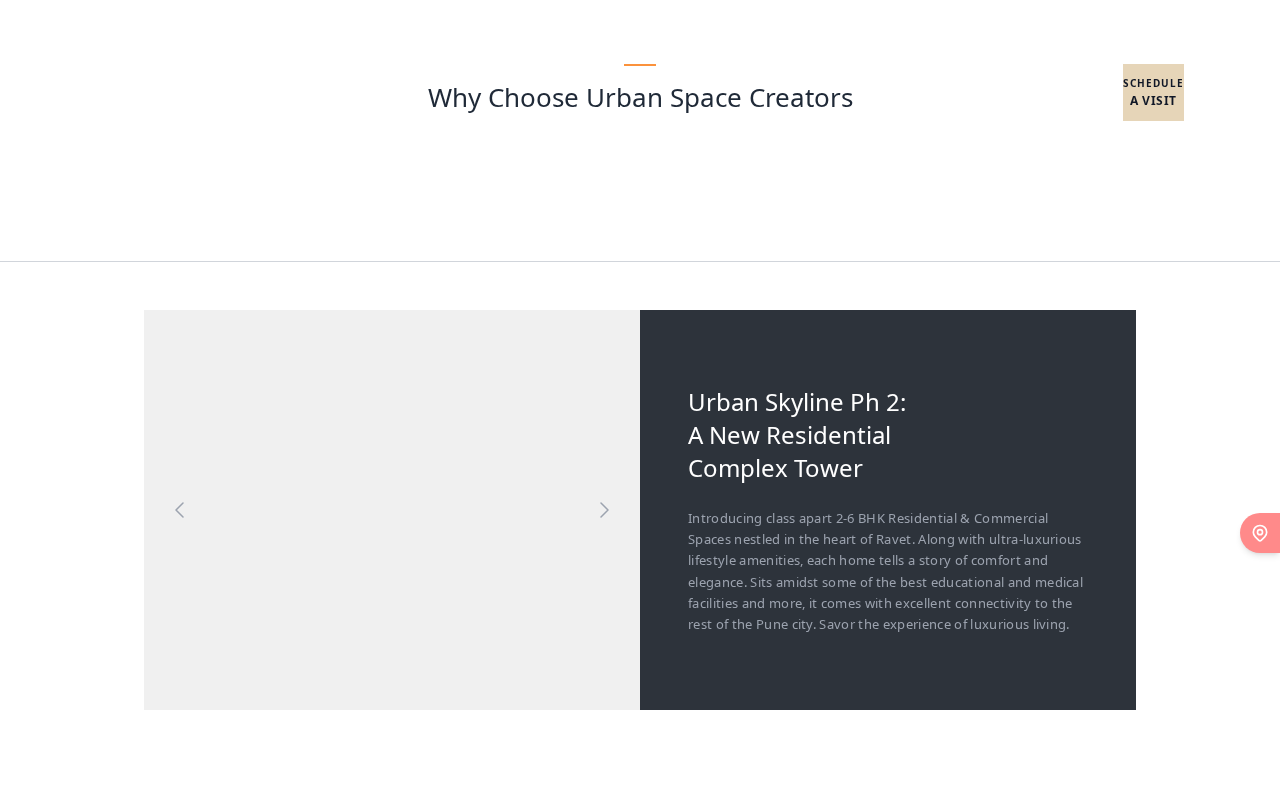 Why Choose Urban Space Creators
SCHEDULE
A VISIT
Urban Skyline Ph 2:
A New Residential
Complex Tower
Introducing class apart 2-6 BHK Residential & Commercial
Spaces nestled in the heart of Ravet. Along with ultra-luxurious
lifestyle amenities, each home tells a story of comfort and
elegance. Sits amidst some of the best educational and medical
facilities and more, it comes with excellent connectivity to the
rest of the Pune city. Savor the experience of luxurious living.